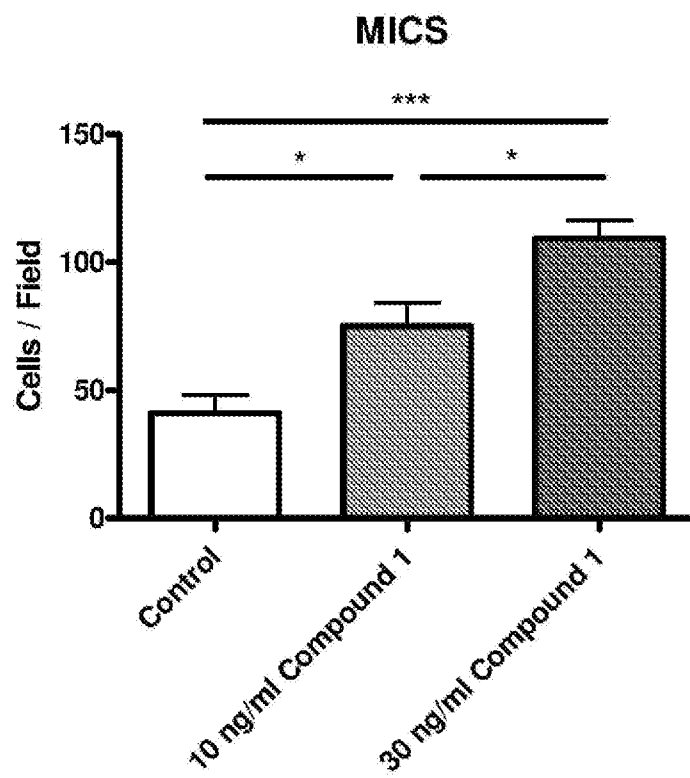 MICS
***
150
*
*
100
50
0
Cells / Field
Control
10 ng/ml Compound 1
30 ng/ml Compound 1